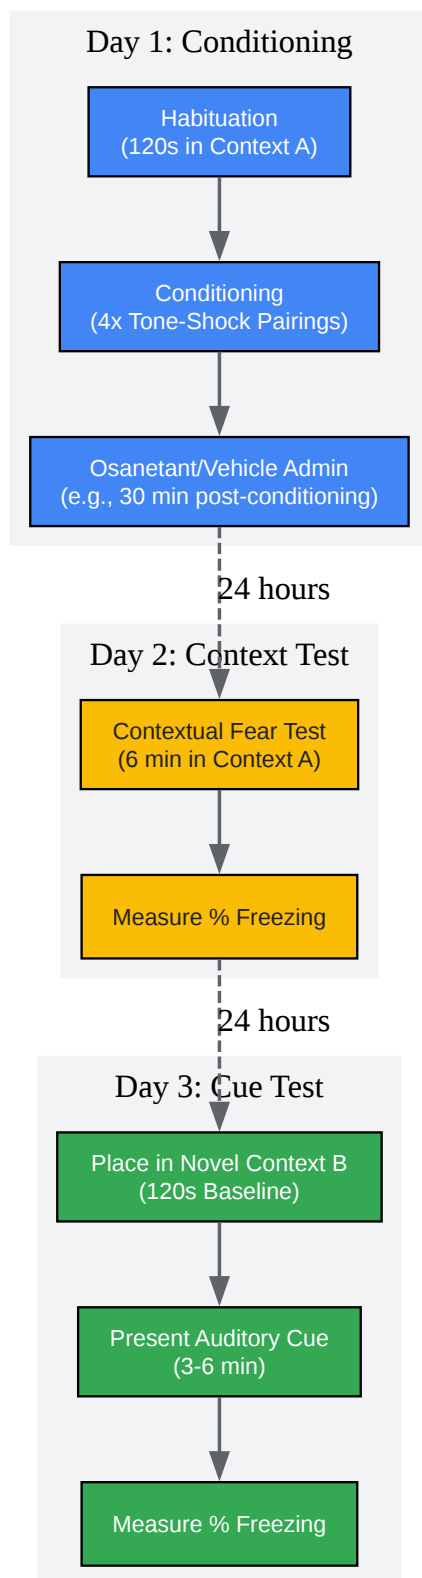 Day 1: Conditioning
Habituation
(120s in Context A)
Conditioning
(4x Tone-Shock Pairings)
Osanetant/Vehicle Admin
(e.g., 30 min post-conditioning)
24 hours
Day 2: Context Test
Contextual Fear Test
(6 min in Context A)
Measure % Freezing
24 hours
Day 3: Cue Test
Place in Novel Context B
(120s Baseline)
Present Auditory Cue
(3-6 min)
Measure % Freezing